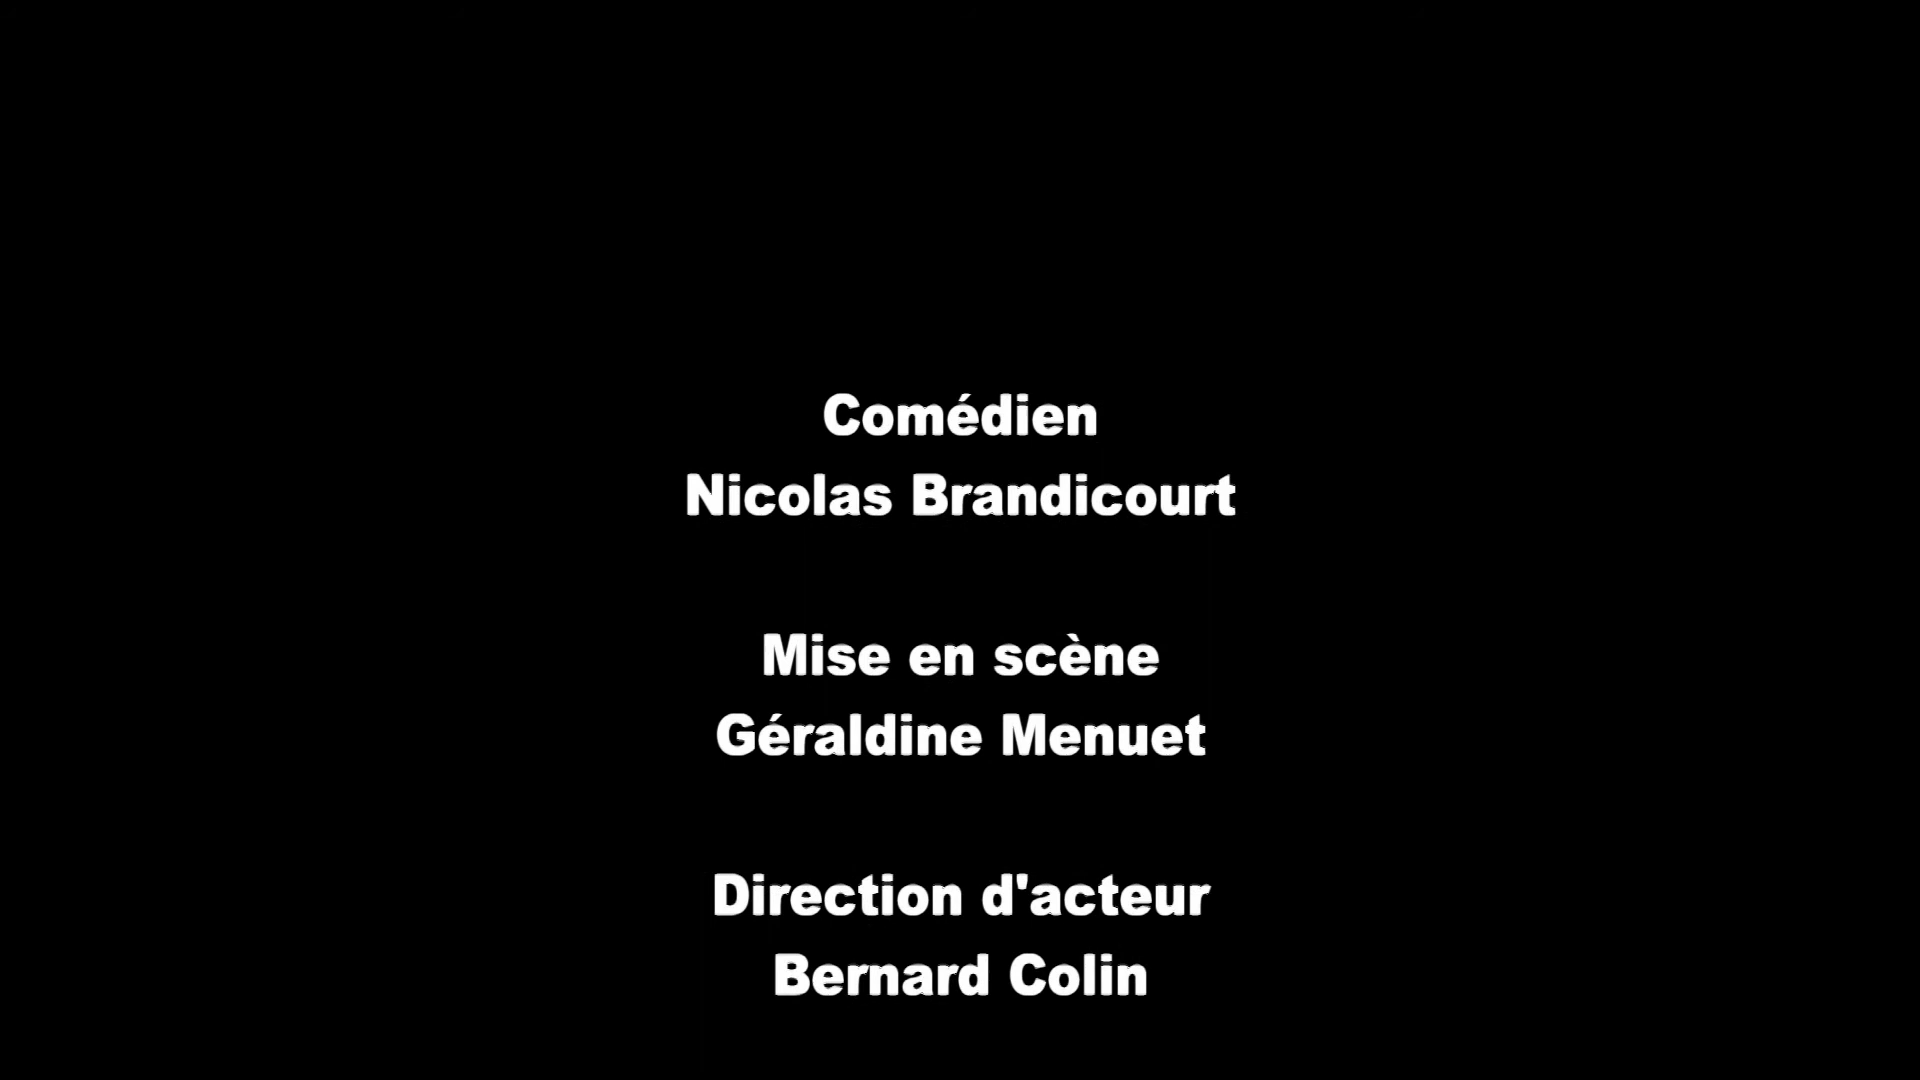 Comédien
Nicolas Brandicourt
Mise en scène
Géraldine Menuet
Direction d'acteur
Bernard Colin